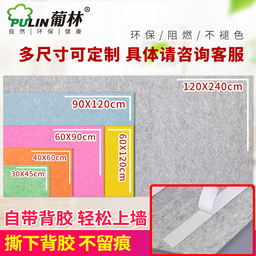 PULIN 葡林
自然 | 环保 | 健康
环保 | 阻燃 | 不褪色
多尺寸可定制 具体请咨询客服
120X240cm
90X120cm
60X90cm
60X120cm
40X60cm
30X45cm
自带背胶 轻松上墙
撕下背胶 不留痕